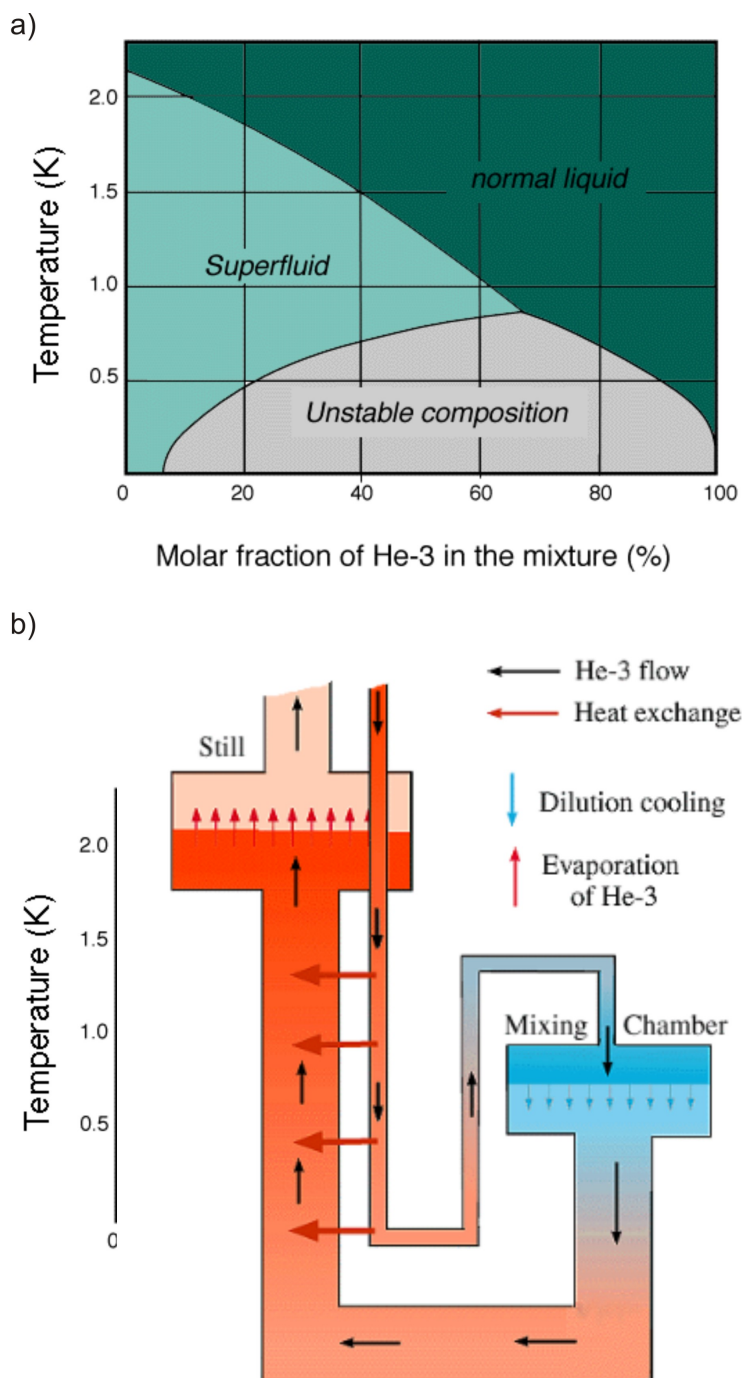 a)
Temperature (K)
2.0
1.5
1.0
0.5
normal liquid
Superfluid
Unstable composition
0 20 40 60 80 100
Molar fraction of He-3 in the mixture (%)
b)
He-3 flow
Heat exchange
Still
Dilution cooling
Evaporation
of He-3
Temperature (K)
2.0
1.5
1.0
0.5
0
Mixing Chamber